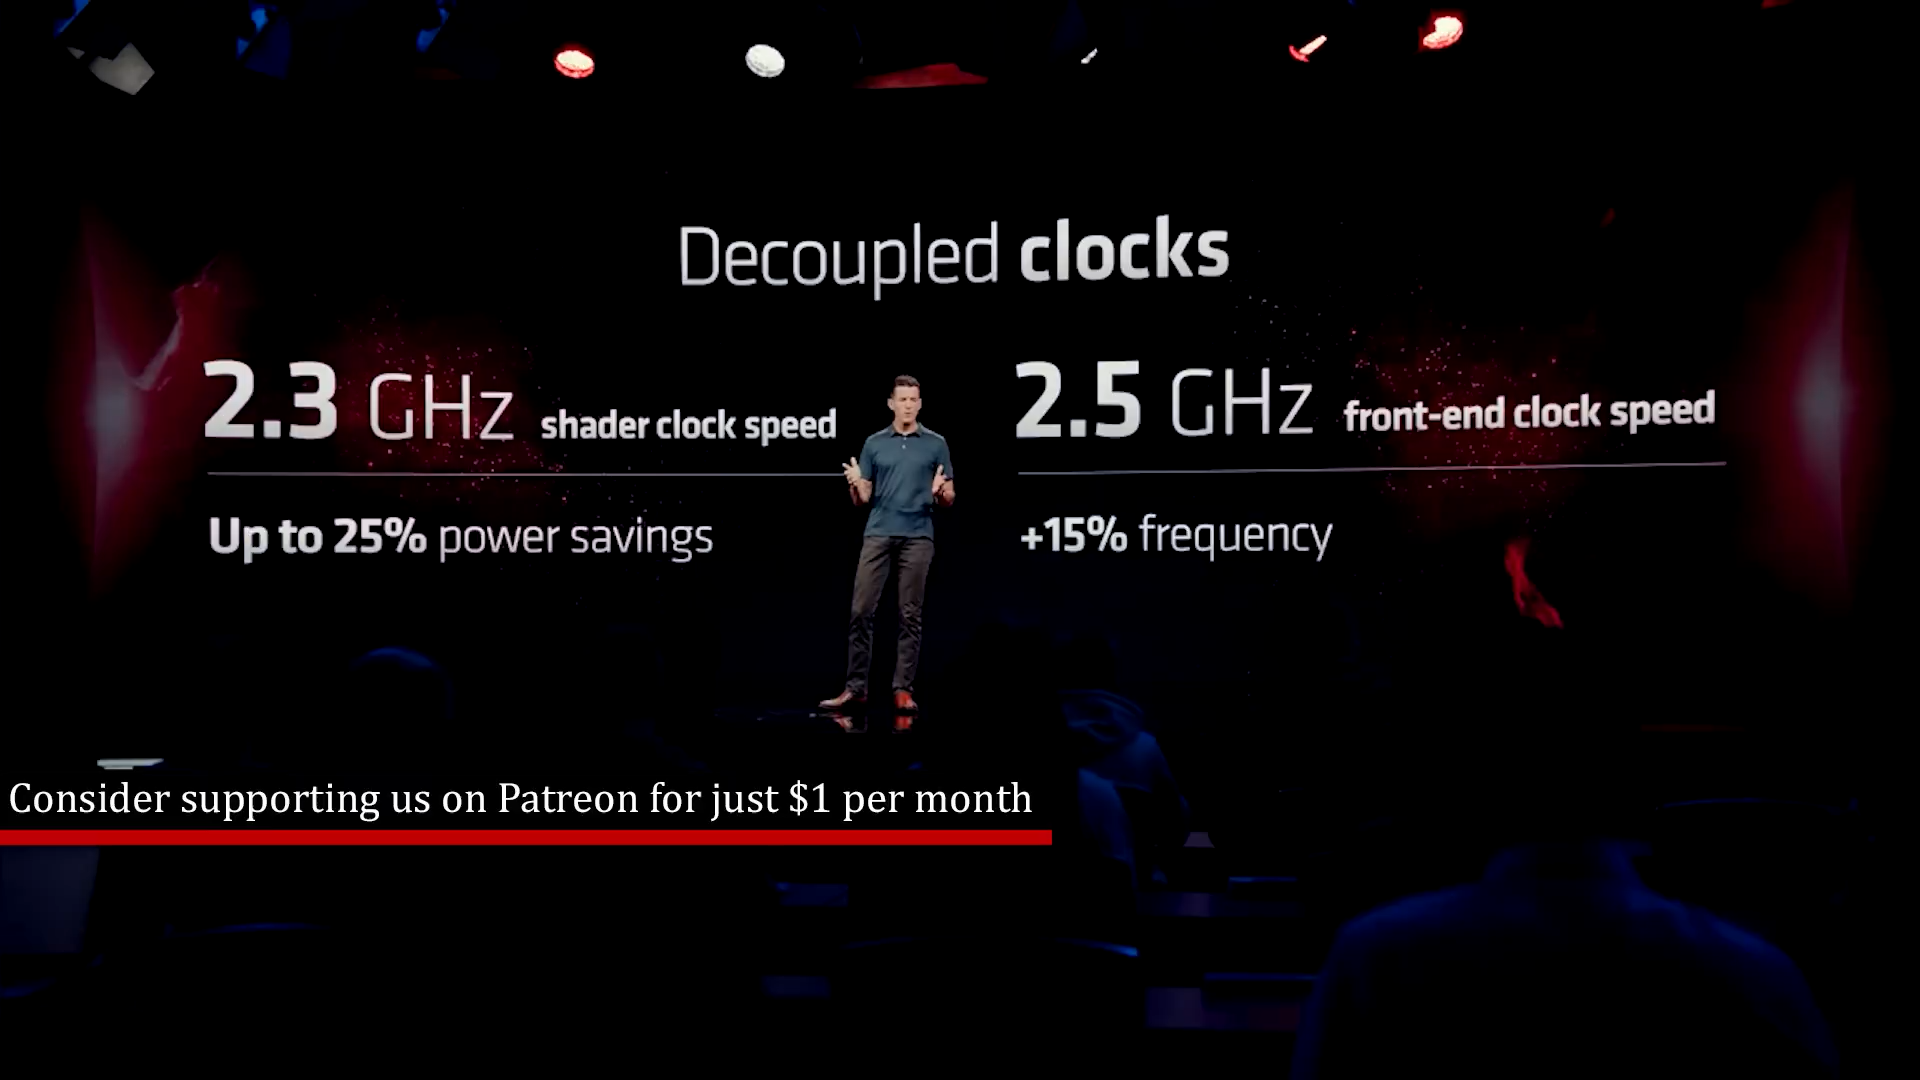 Decoupled clocks
2.3 GHz shader clock speed
Up to 25% power savings
2.5 GHz front-end clock speed
+15% frequency
Consider supporting us on Patreon for just $1 per month